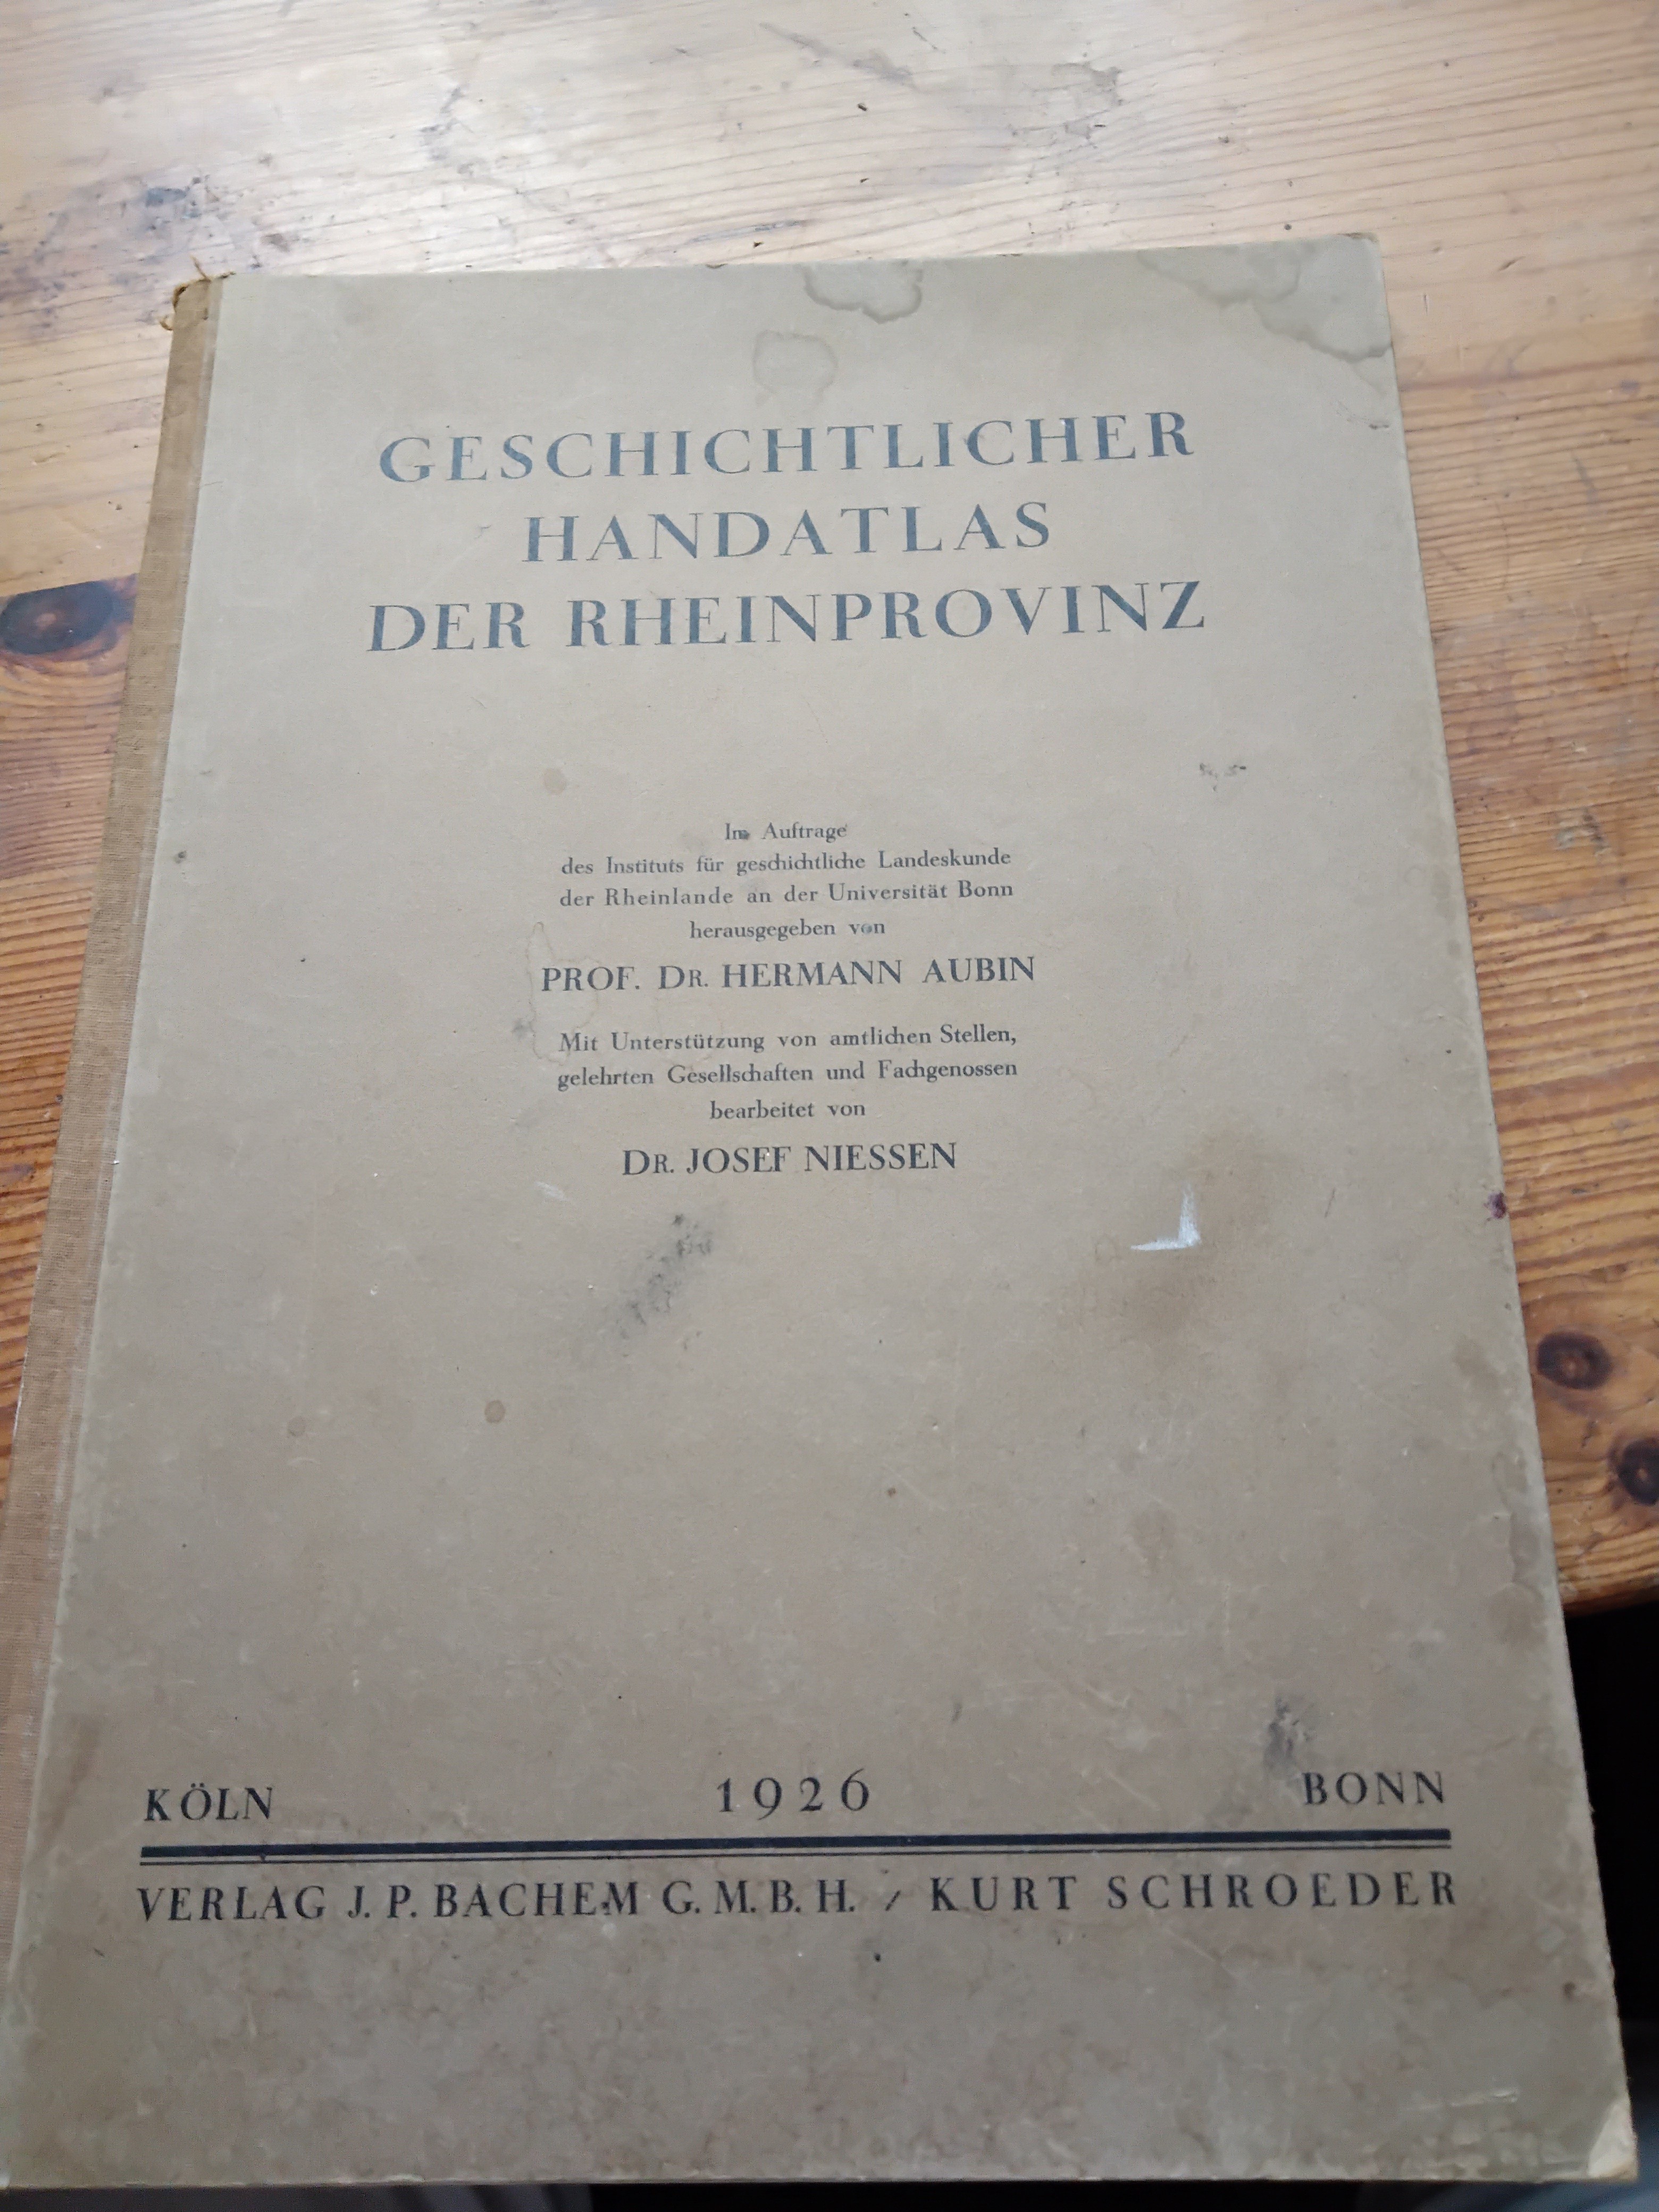 GESCHICHTLICHER
HANDATLAS
DER RHEINPROVINZ
Im Auftrage
des Instituts für geschichtliche Landeskunde
der Rheinlande an der Universität Bonn
herausgegeben von
PROF. DR. HERMANN AUBIN
Mit Unterstützung von amtlichen Stellen,
gelehrten Gesellschaften und Fachgenossen
bearbeitet von
DR. JOSEF NIESSEN
KÖLN 1926 BONN
VERLAG J. P. BACHEM G. M. B. H. / KURT SCHROEDER